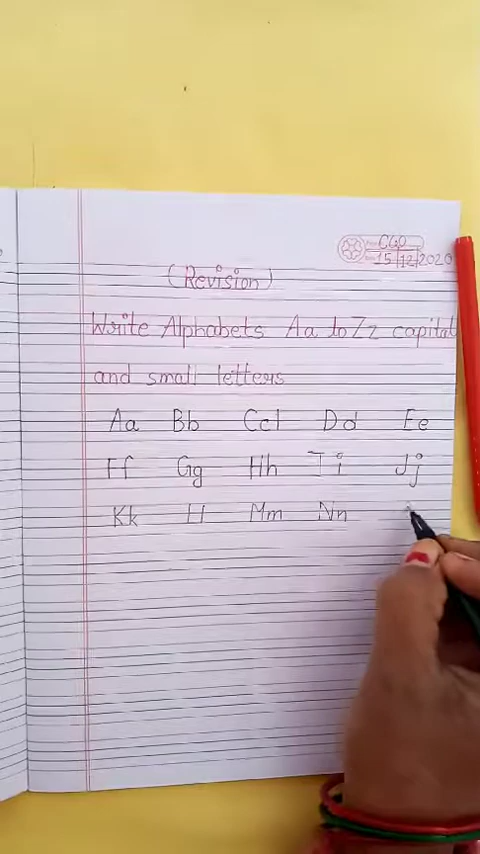 CGO
15/12/2020
(Revision)
Write Alphabets Aa to Zz capital
and small letters
Aa Bb Cc Dd Ee
Ff Gg Hh Ii Jj
Kk Ll Mm Nn